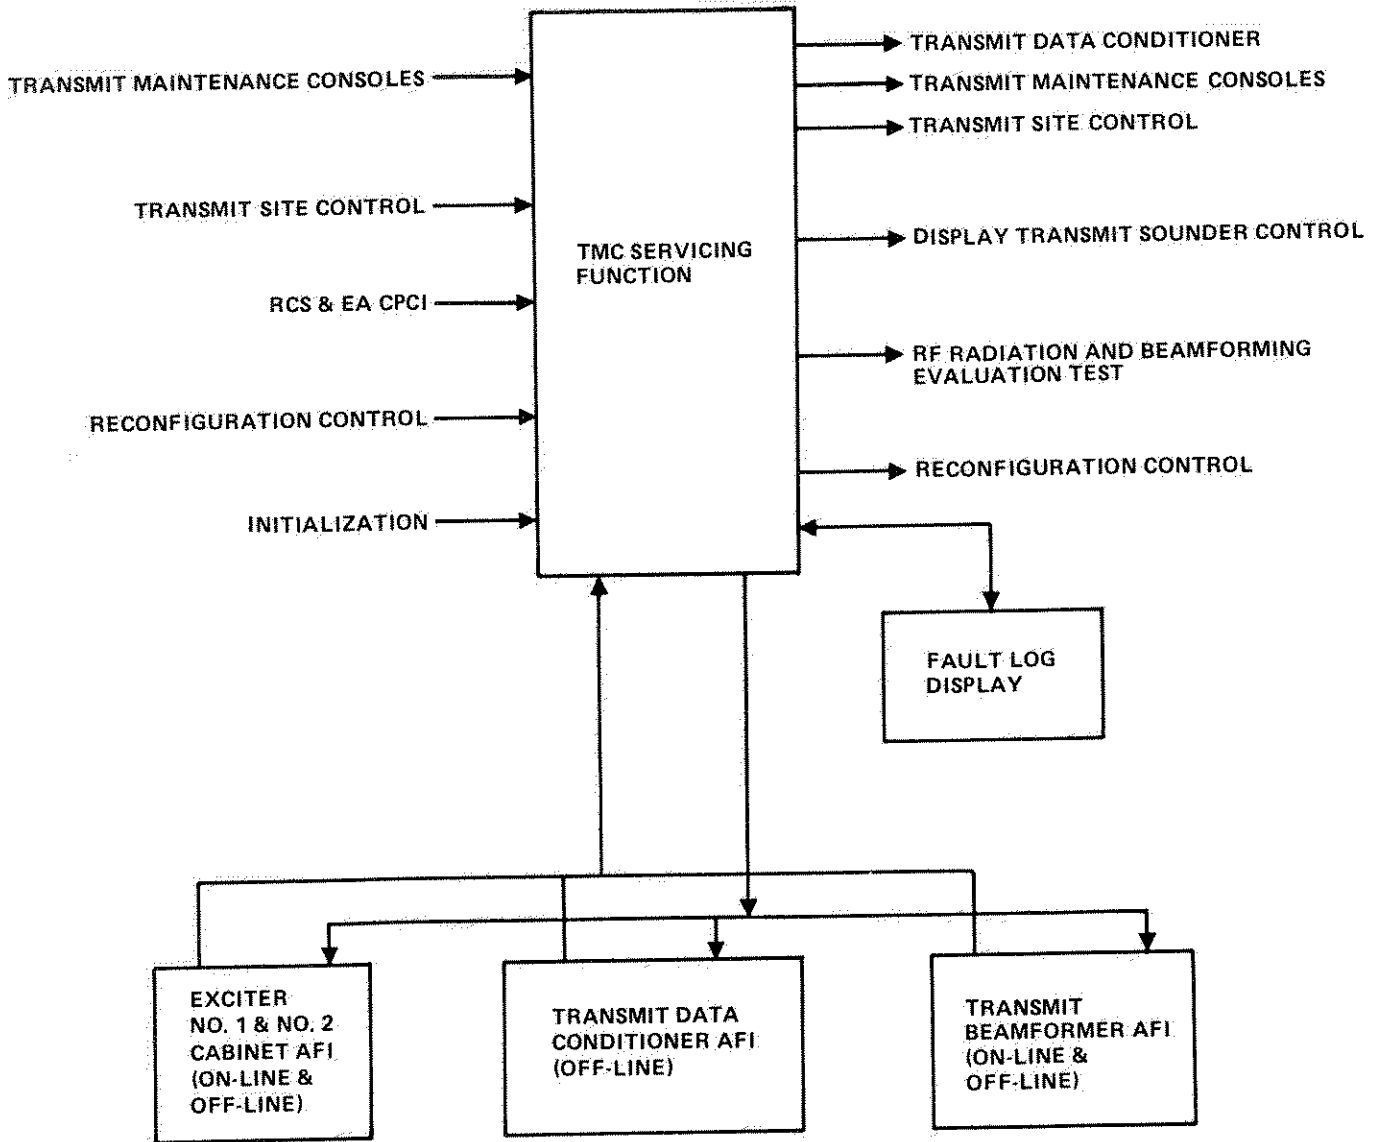 TRANSMIT MAINTENANCE CONSOLES
TRANSMIT SITE CONTROL
RCS & EA CPCI
RECONFIGURATION CONTROL
INITIALIZATION
TMC SERVICING
FUNCTION
TRANSMIT DATA CONDITIONER
TRANSMIT MAINTENANCE CONSOLES
TRANSMIT SITE CONTROL
DISPLAY TRANSMIT SOUNDER CONTROL
RF RADIATION AND BEAMFORMING
EVALUATION TEST
RECONFIGURATION CONTROL
FAULT LOG
DISPLAY
EXCITER
NO. 1 & NO. 2
CABINET AFI
(ON-LINE &
OFF-LINE)
TRANSMIT DATA
CONDITIONER AFI
(OFF-LINE)
TRANSMIT
BEAMFORMER AFI
(ON-LINE &
OFF-LINE)